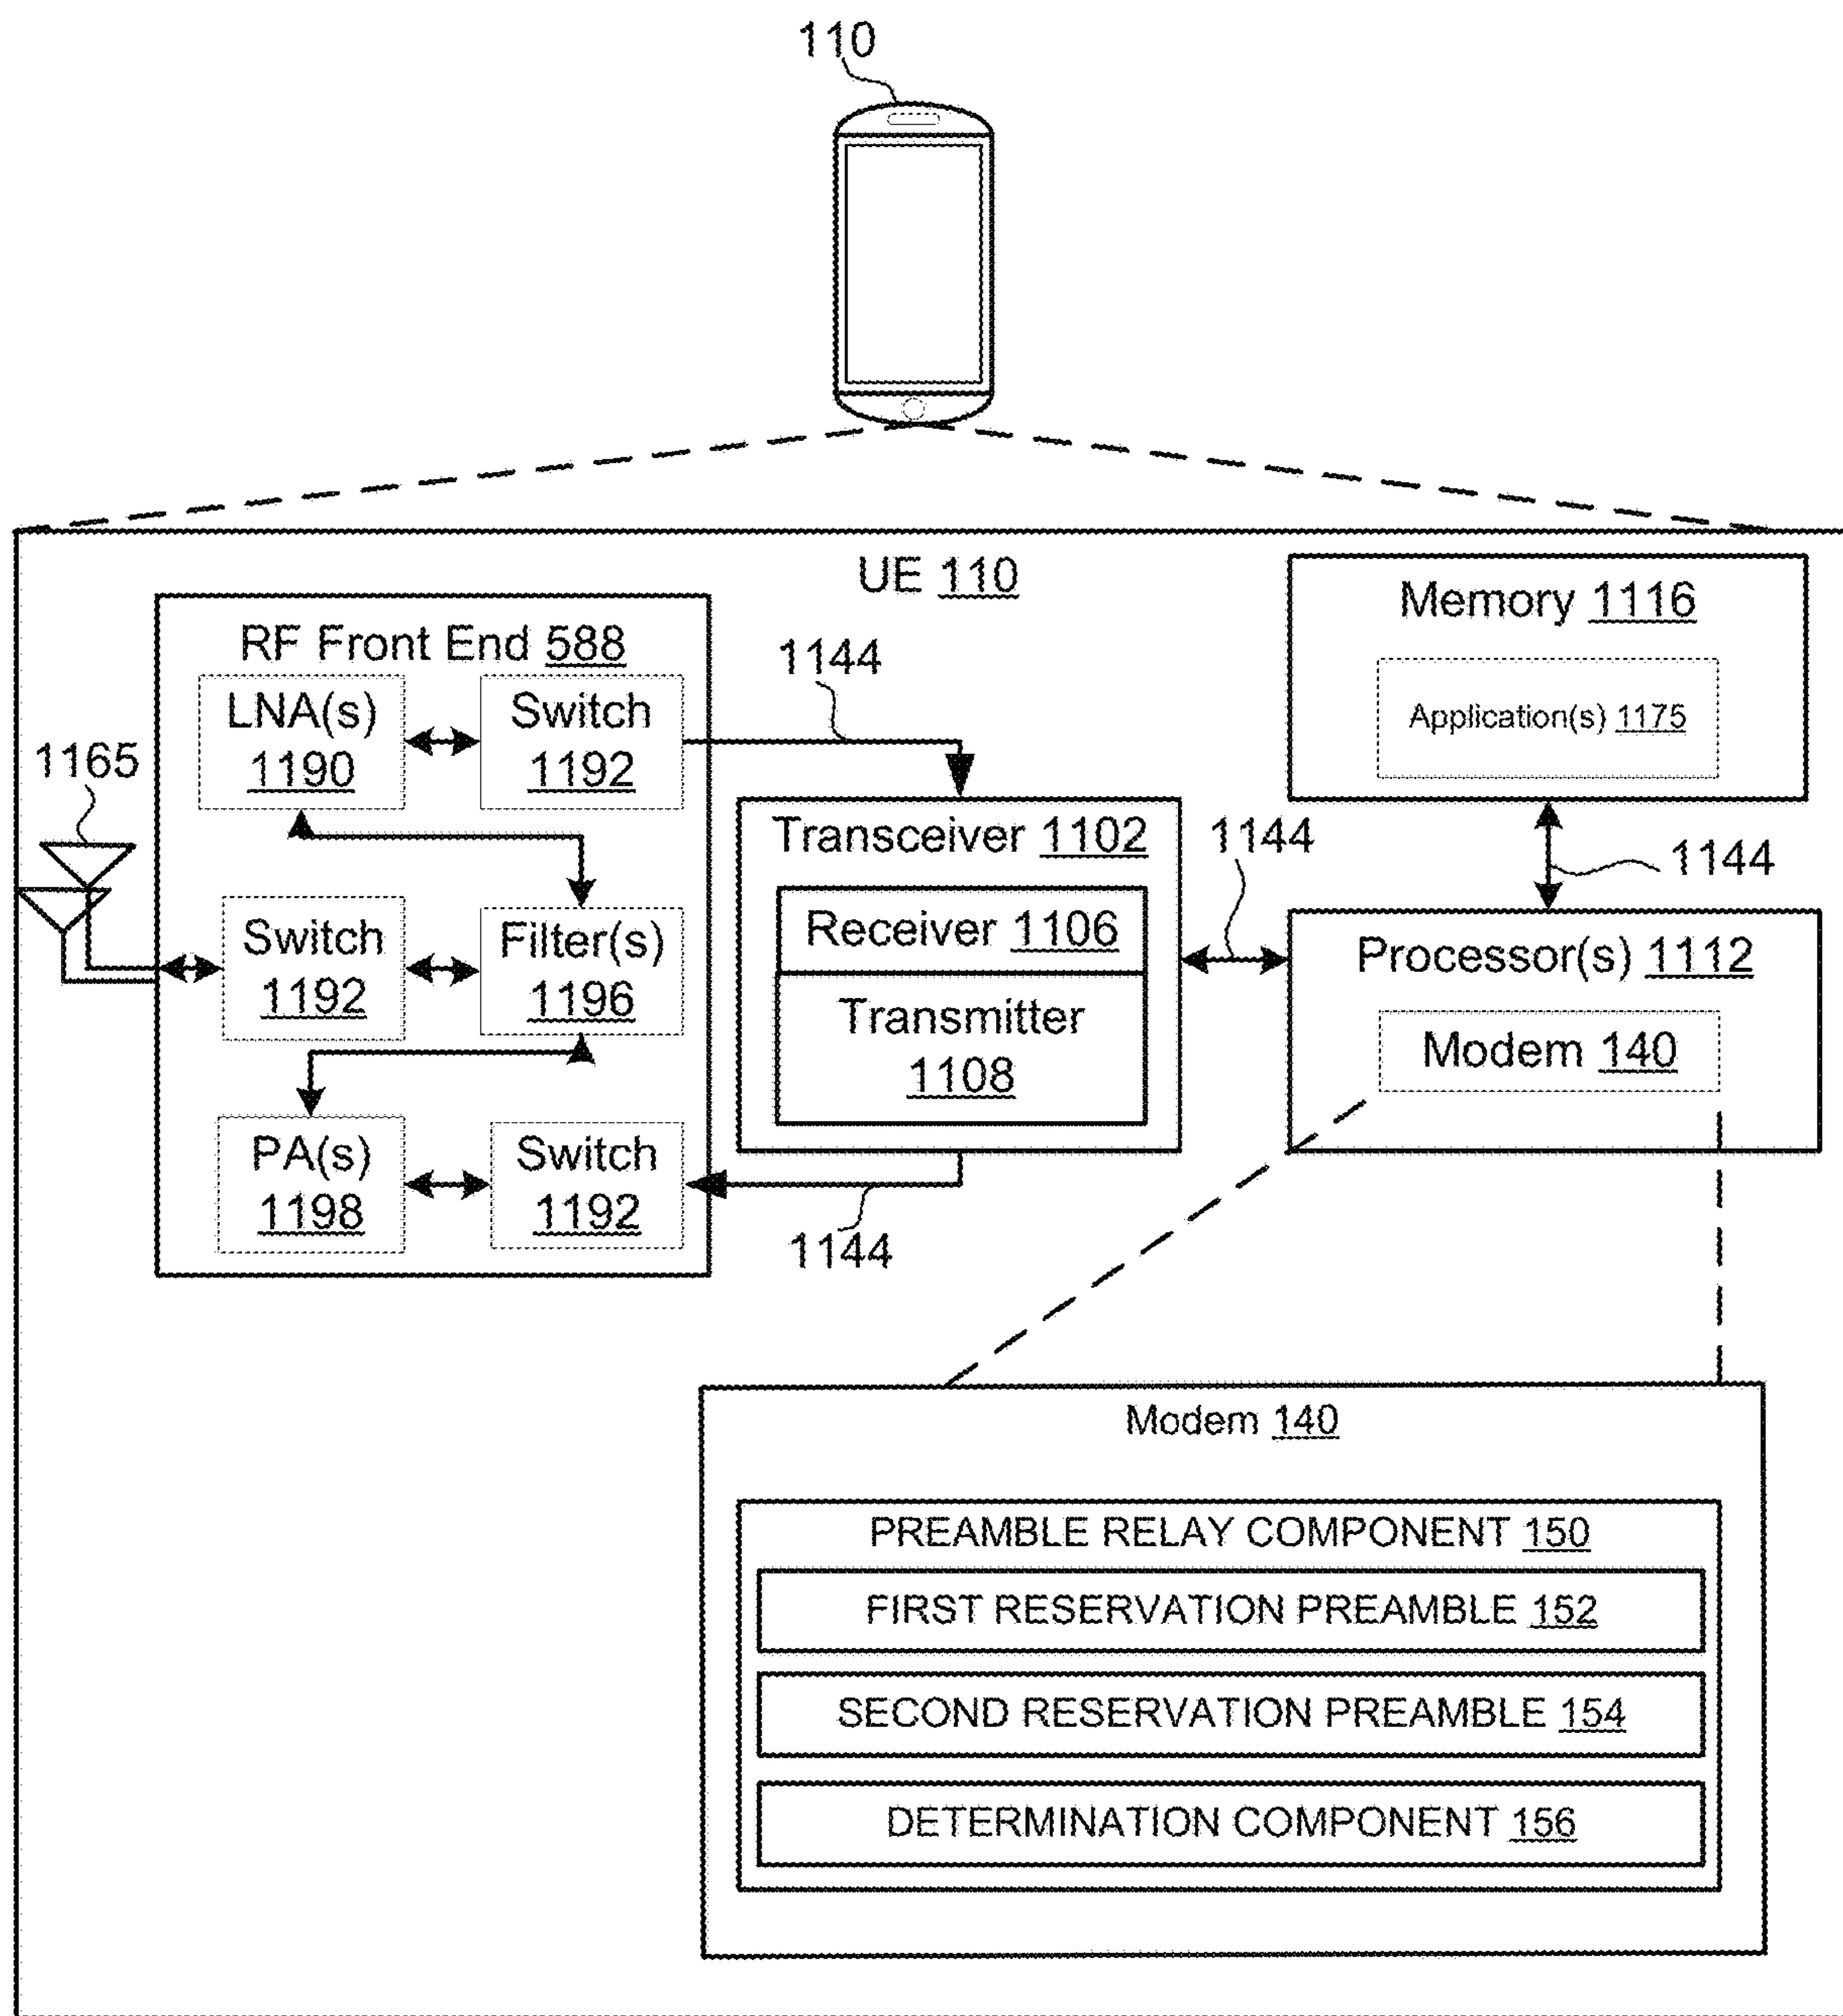 110
UE 110
RF Front End 588
LNA(s)
1190
Switch
1192
1144
1165
Switch
1192
Filter(s)
1196
PA(s)
1198
Switch
1192
1144
Transceiver 1102
Receiver 1106
Transmitter
1108
1144
Memory 1116
Application(s) 1175
1144
Processor(s) 1112
Modem 140
Modem 140
PREAMBLE RELAY COMPONENT 150
FIRST RESERVATION PREAMBLE 152
SECOND RESERVATION PREAMBLE 154
DETERMINATION COMPONENT 156